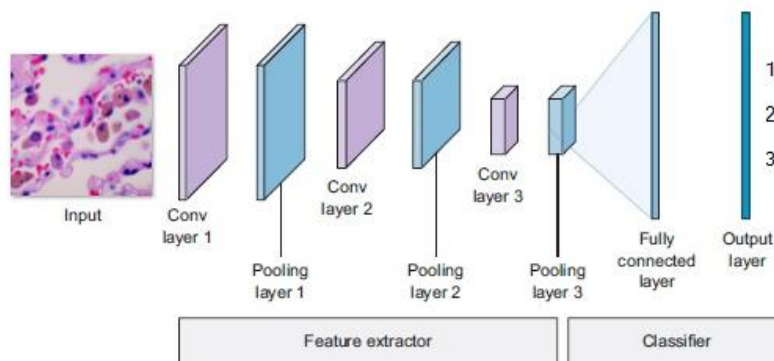 1
2
3
Input
Conv
layer 1
Pooling
layer 1
Conv
layer 2
Pooling
layer 2
Conv
layer 3
Pooling
layer 3
Fully
connected
layer
Output
layer
Feature extractor
Classifier